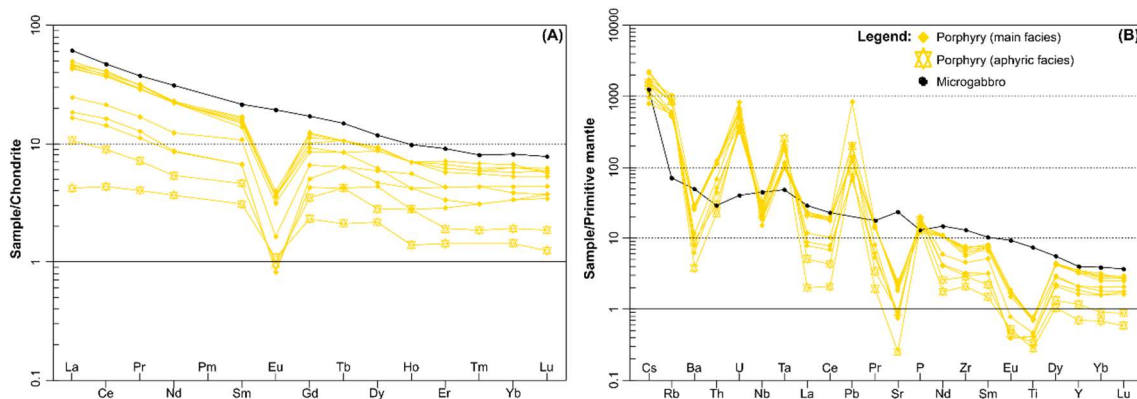 100
10
1
0.1
Sample/Chondrite
(A)
La Pr Pm Eu Tb Ho Tm Lu
Ce Nd Sm Gd Dy Er Yb
10000
1000
100
10
1
0.1
Sample/Primitive mantle
Legend:
Porphyry (main facies)
Porphyry (aphyric facies)
Microgabbro
(B)
Cs Ba U Ta Ce Pr P Zr Eu Dy Yb
Rb Th Nb La Pb Sr Nd Sm Ti Y Lu